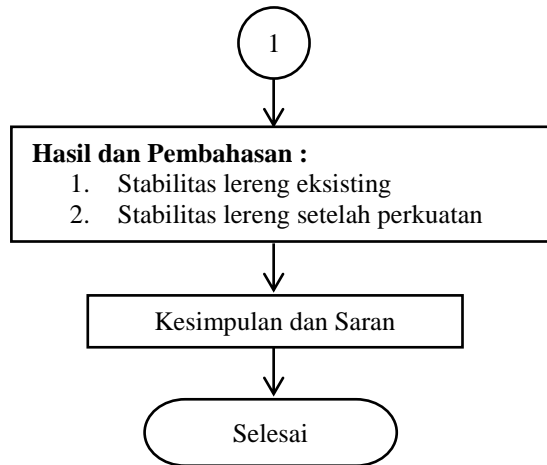 1
Hasil dan Pembahasan :
1. Stabilitas lereng eksisting
2. Stabilitas lereng setelah perkuatan
Kesimpulan dan Saran
Selesai